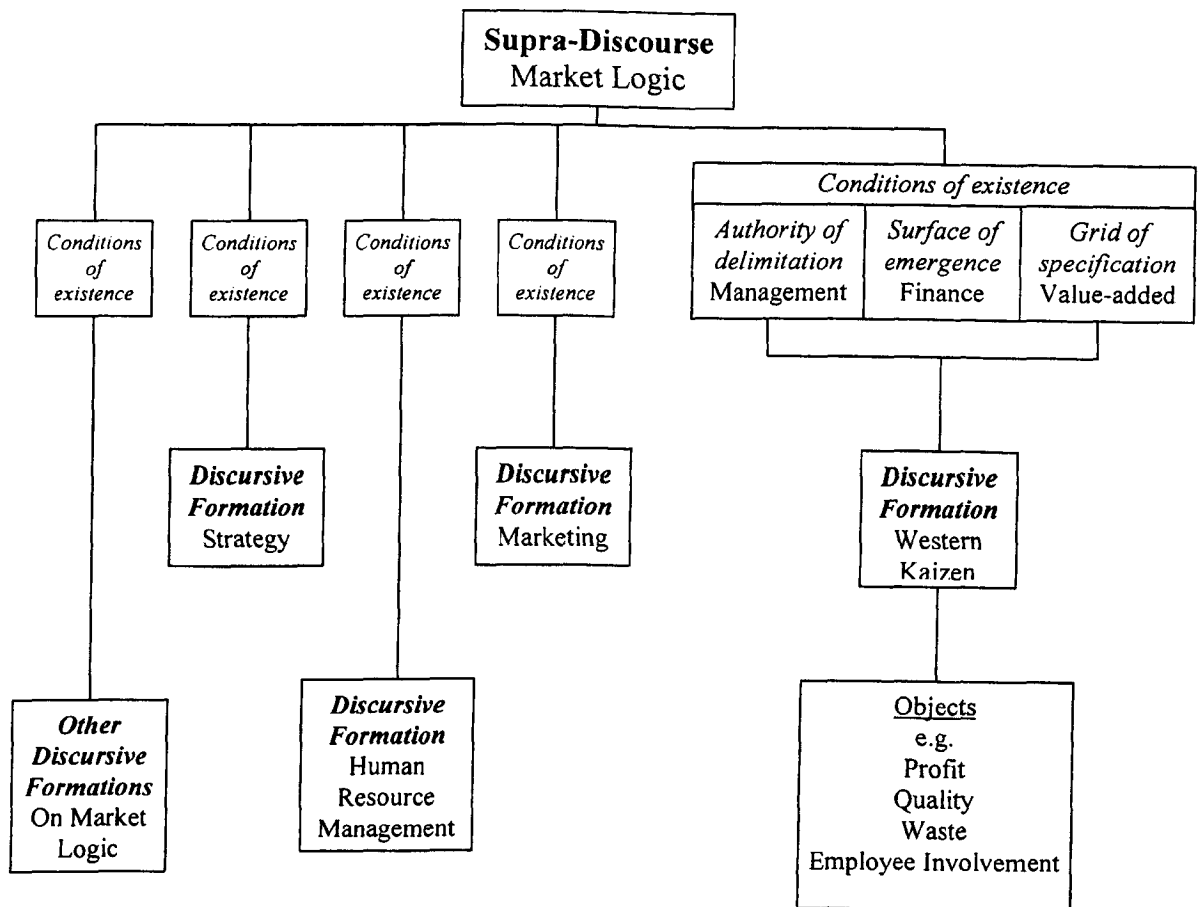 Supra-Discourse
Market Logic
Conditions
of
existence
Conditions
of
existence
Conditions
of
existence
Conditions
of
existence
Conditions of existence
Authority of
delimitation
Management
Surface of
emergence
Finance
Grid of
specification
Value-added
Discursive
Formation
Strategy
Discursive
Formation
Marketing
Discursive
Formation
Western
Kaizen
Other
Discursive
Formations
On Market
Logic
Discursive
Formation
Human
Resource
Management
Objects
e.g.
Profit
Quality
Waste
Employee Involvement